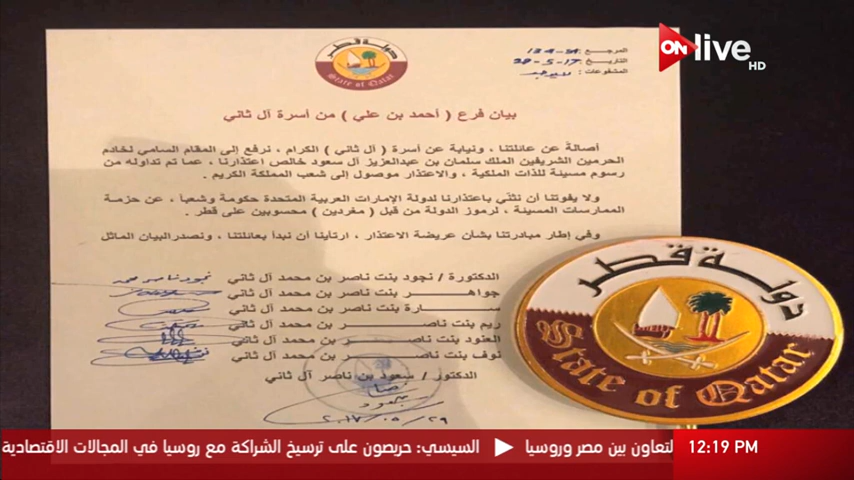 دولة قطر
State of Qatar
المرجع :
التاريخ : 29-5-17
المشفوعات :
ON live HD
بيان فرع ( أحمد بن علي ) من أسرة آل ثاني
أصالةً عن عائلتنا ، ونيابة عن أسرة ( آل ثاني ) الكرام ، نرفع إلى المقام السامي لخادم
الحرمين الشريفين الملك سلمان بن عبدالعزيز آل سعود خالص اعتذارنا ، عما تم تداوله من
رسوم مسيئة للذات الملكية ، والاعتذار موصول إلى شعب المملكة الكريم .
ولا يفوتنا أن نثنّي باعتذارنا لدولة الإمارات العربية المتحدة حكومة وشعباً ، عن حزمة
الممارسات المسيئة ، لرموز الدولة من قبل ( مغردين ) محسوبين على قطر .
وفي إطار مبادرتنا بشأن عريضة الاعتذار ، ارتأينا أن نبدأ بعائلتنا ، ونصدر البيان الماثل
الدكتورة / نجود بنت ناصر بن محمد آل ثاني
جواهر بنت ناصر بن محمد آل ثاني
سارة بنت ناصر بن محمد آل ثاني
ريم بنت ناصر بن محمد آل ثاني
العنود بنت ناصر بن محمد آل ثاني
نوف بنت ناصر بن محمد آل ثاني
الدكتور / سعود بن ناصر آل ثاني
٢٠١٧/٠٥/٢٩
دولة قطر
State of Qatar
لتعاون بين مصر وروسيا السيسي: حريصون على ترسيخ الشراكة مع روسيا في المجالات الاقتصادية
12:19 PM